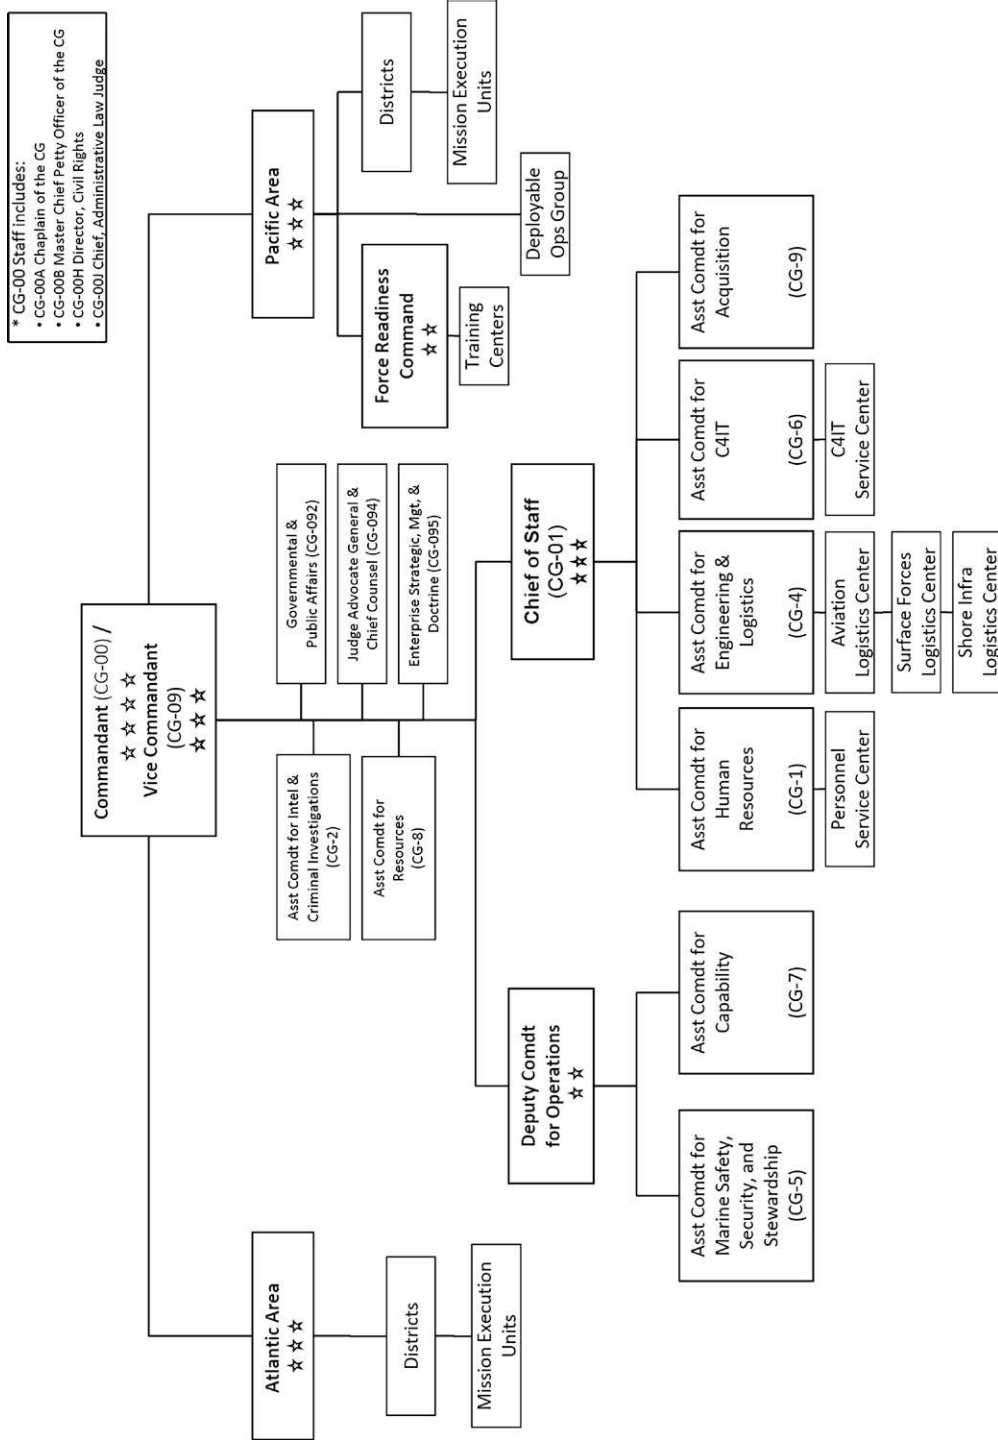 * CG-00 Staff includes:
• CG-00A Chaplain of the CG
• CG-00B Master Chief Petty Officer of the CG
• CG-00H Director, Civil Rights
• CG-00J Chief, Administrative Law Judge
Commandant (CG-00) /
☆ ☆ ☆ ☆
Vice Commandant
(CG-09)
☆ ☆ ☆
Atlantic Area
☆ ☆ ☆
Districts
Mission Execution
Units
Pacific Area
☆ ☆ ☆
Force Readiness
Command
☆ ☆
Training
Centers
Deployable
Ops Group
Districts
Mission Execution
Units
Asst Comdt for Intel &
Criminal Investigations
(CG-2)
Asst Comdt for
Resources
(CG-8)
Governmental &
Public Affairs (CG-092)
Judge Advocate General &
Chief Counsel (CG-094)
Enterprise Strategic, Mgt, &
Doctrine (CG-095)
Deputy Comdt
for Operations
☆ ☆
Asst Comdt for
Marine Safety,
Security, and
Stewardship
(CG-5)
Asst Comdt for
Capability
(CG-7)
Chief of Staff
(CG-01)
☆ ☆ ☆
Asst Comdt for
Human
Resources
(CG-1)
Personnel
Service Center
Asst Comdt for
Engineering &
Logistics
(CG-4)
Aviation
Logistics Center
Surface Forces
Logistics Center
Shore Infra
Logistics Center
Asst Comdt for
C4IT
(CG-6)
C4IT
Service Center
Asst Comdt for
Acquisition
(CG-9)